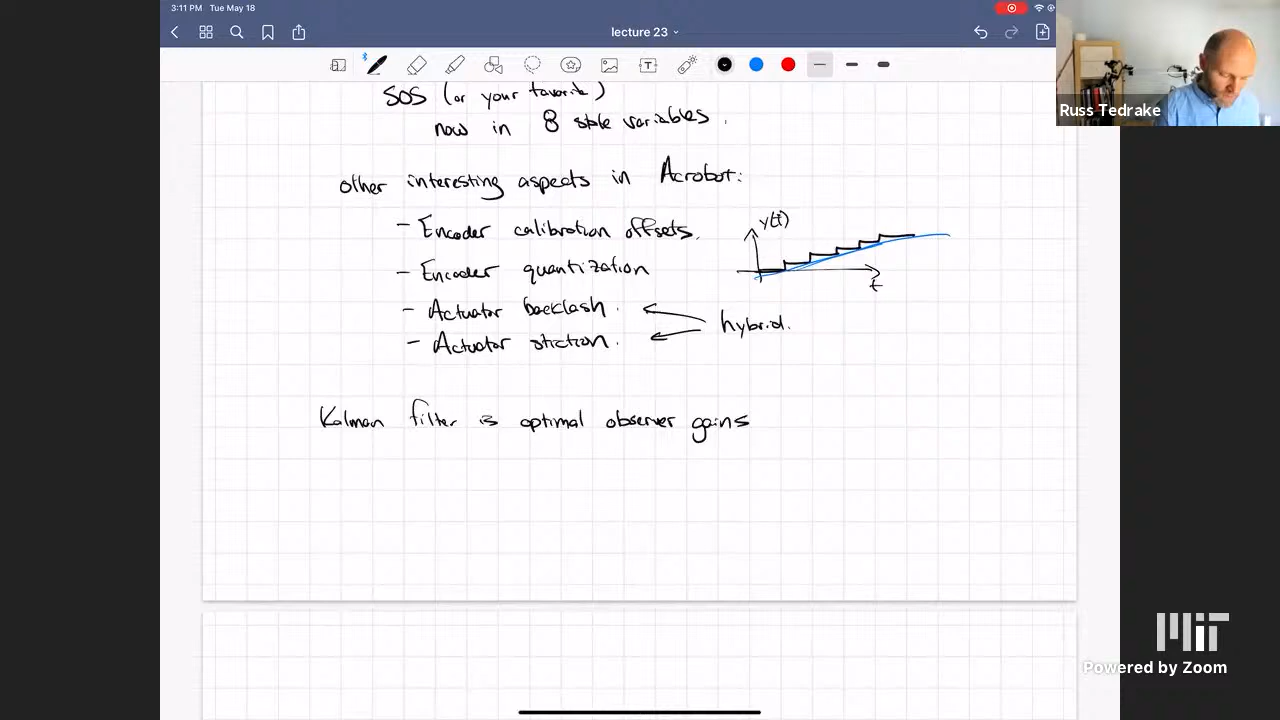 3:11 PM Tue May 18
lecture 23
Russ Tedrake
SOS (or your favorite)
now in 8 state variables.
other interesting aspects in Acrobot:
- Encoder calibration offsets.
y(t)
- Encoder quantization
t
- Actuator backlash.
hybrid.
- Actuator stiction.
Kalman filter is optimal observer gains
MIT
Powered by Zoom